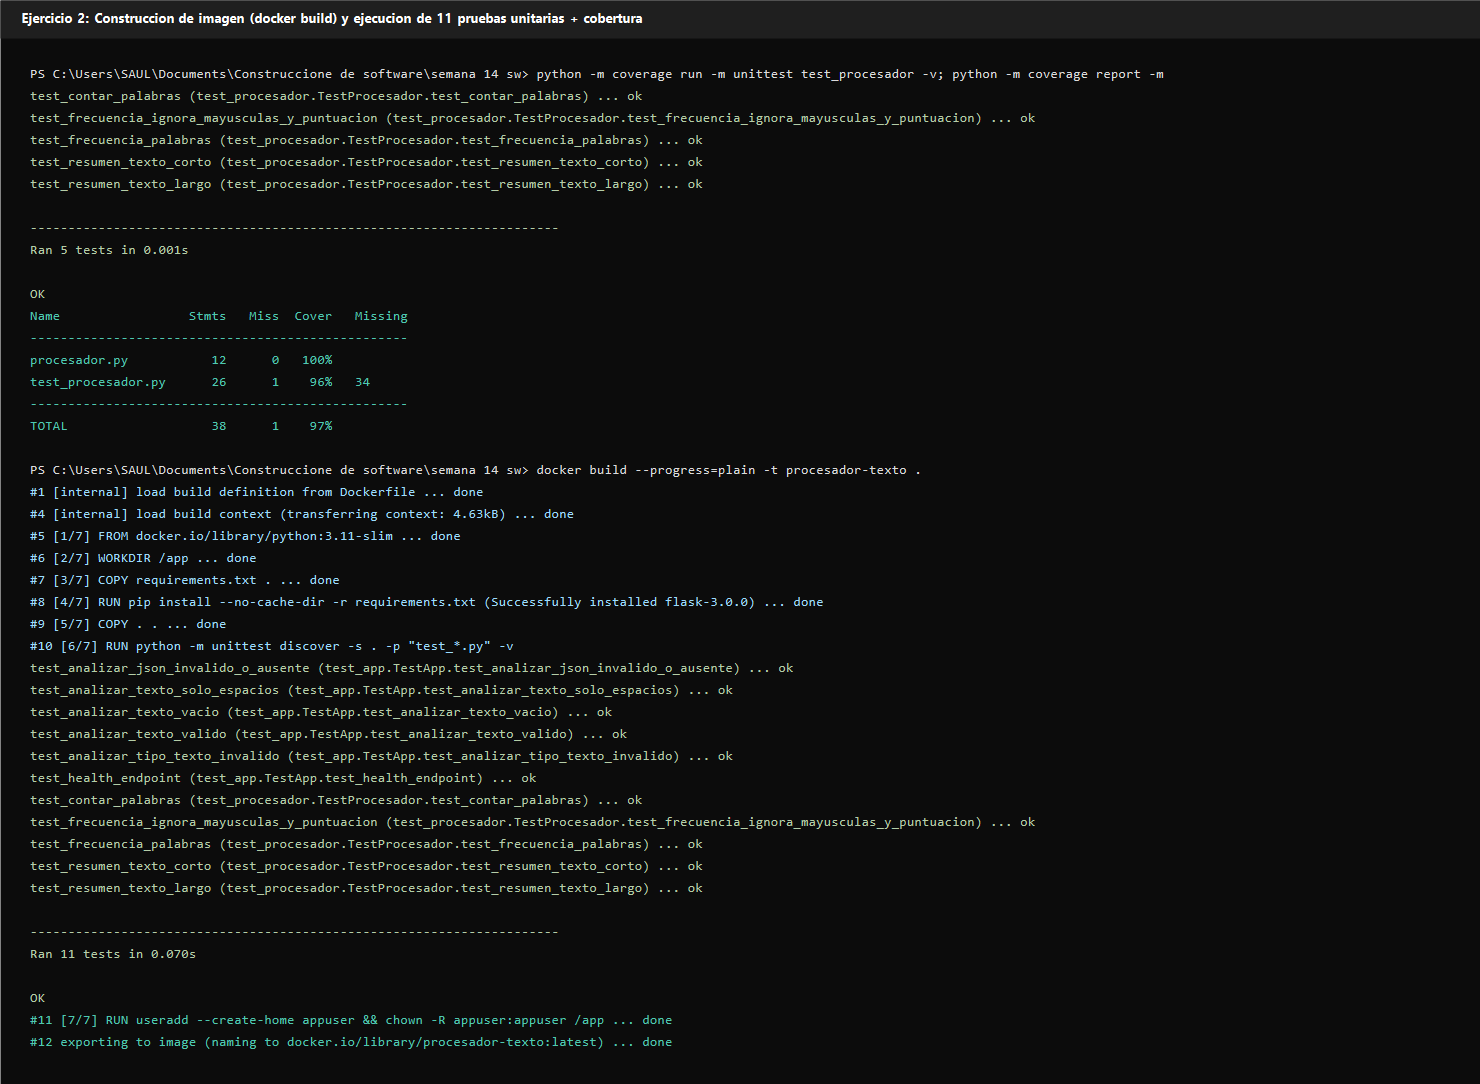 Ejercicio 2: Construccion de imagen (docker build) y ejecucion de 11 pruebas unitarias + cobertura
PS C:\Users\SAUL\Documents\Construccione de software\semana 14 sw> python -m coverage run -m unittest test_procesador -v; python -m coverage report -m
test_contar_palabras (test_procesador.TestProcesador.test_contar_palabras) ... ok
test_frecuencia_ignora_mayusculas_y_puntuacion (test_procesador.TestProcesador.test_frecuencia_ignora_mayusculas_y_puntuacion) ... ok
test_frecuencia_palabras (test_procesador.TestProcesador.test_frecuencia_palabras) ... ok
test_resumen_texto_corto (test_procesador.TestProcesador.test_resumen_texto_corto) ... ok
test_resumen_texto_largo (test_procesador.TestProcesador.test_resumen_texto_largo) ... ok
----------------------------------------------------------------------
Ran 5 tests in 0.001s
OK
Name                 Stmts   Miss  Cover   Missing
--------------------------------------------------
procesador.py           12      0   100%
test_procesador.py      26      1    96%   34
--------------------------------------------------
TOTAL                   38      1    97%
PS C:\Users\SAUL\Documents\Construccione de software\semana 14 sw> docker build --progress=plain -t procesador-texto .
#1 [internal] load build definition from Dockerfile ... done
#4 [internal] load build context (transferring context: 4.63kB) ... done
#5 [1/7] FROM docker.io/library/python:3.11-slim ... done
#6 [2/7] WORKDIR /app ... done
#7 [3/7] COPY requirements.txt . ... done
#8 [4/7] RUN pip install --no-cache-dir -r requirements.txt (Successfully installed flask-3.0.0) ... done
#9 [5/7] COPY . . ... done
#10 [6/7] RUN python -m unittest discover -s . -p "test_*.py" -v
test_analizar_json_invalido_o_ausente (test_app.TestApp.test_analizar_json_invalido_o_ausente) ... ok
test_analizar_texto_solo_espacios (test_app.TestApp.test_analizar_texto_solo_espacios) ... ok
test_analizar_texto_vacio (test_app.TestApp.test_analizar_texto_vacio) ... ok
test_analizar_texto_valido (test_app.TestApp.test_analizar_texto_valido) ... ok
test_analizar_tipo_texto_invalido (test_app.TestApp.test_analizar_tipo_texto_invalido) ... ok
test_health_endpoint (test_app.TestApp.test_health_endpoint) ... ok
test_contar_palabras (test_procesador.TestProcesador.test_contar_palabras) ... ok
test_frecuencia_ignora_mayusculas_y_puntuacion (test_procesador.TestProcesador.test_frecuencia_ignora_mayusculas_y_puntuacion) ... ok
test_frecuencia_palabras (test_procesador.TestProcesador.test_frecuencia_palabras) ... ok
test_resumen_texto_corto (test_procesador.TestProcesador.test_resumen_texto_corto) ... ok
test_resumen_texto_largo (test_procesador.TestProcesador.test_resumen_texto_largo) ... ok
----------------------------------------------------------------------
Ran 11 tests in 0.070s
OK
#11 [7/7] RUN useradd --create-home appuser && chown -R appuser:appuser /app ... done
#12 exporting to image (naming to docker.io/library/procesador-texto:latest) ... done